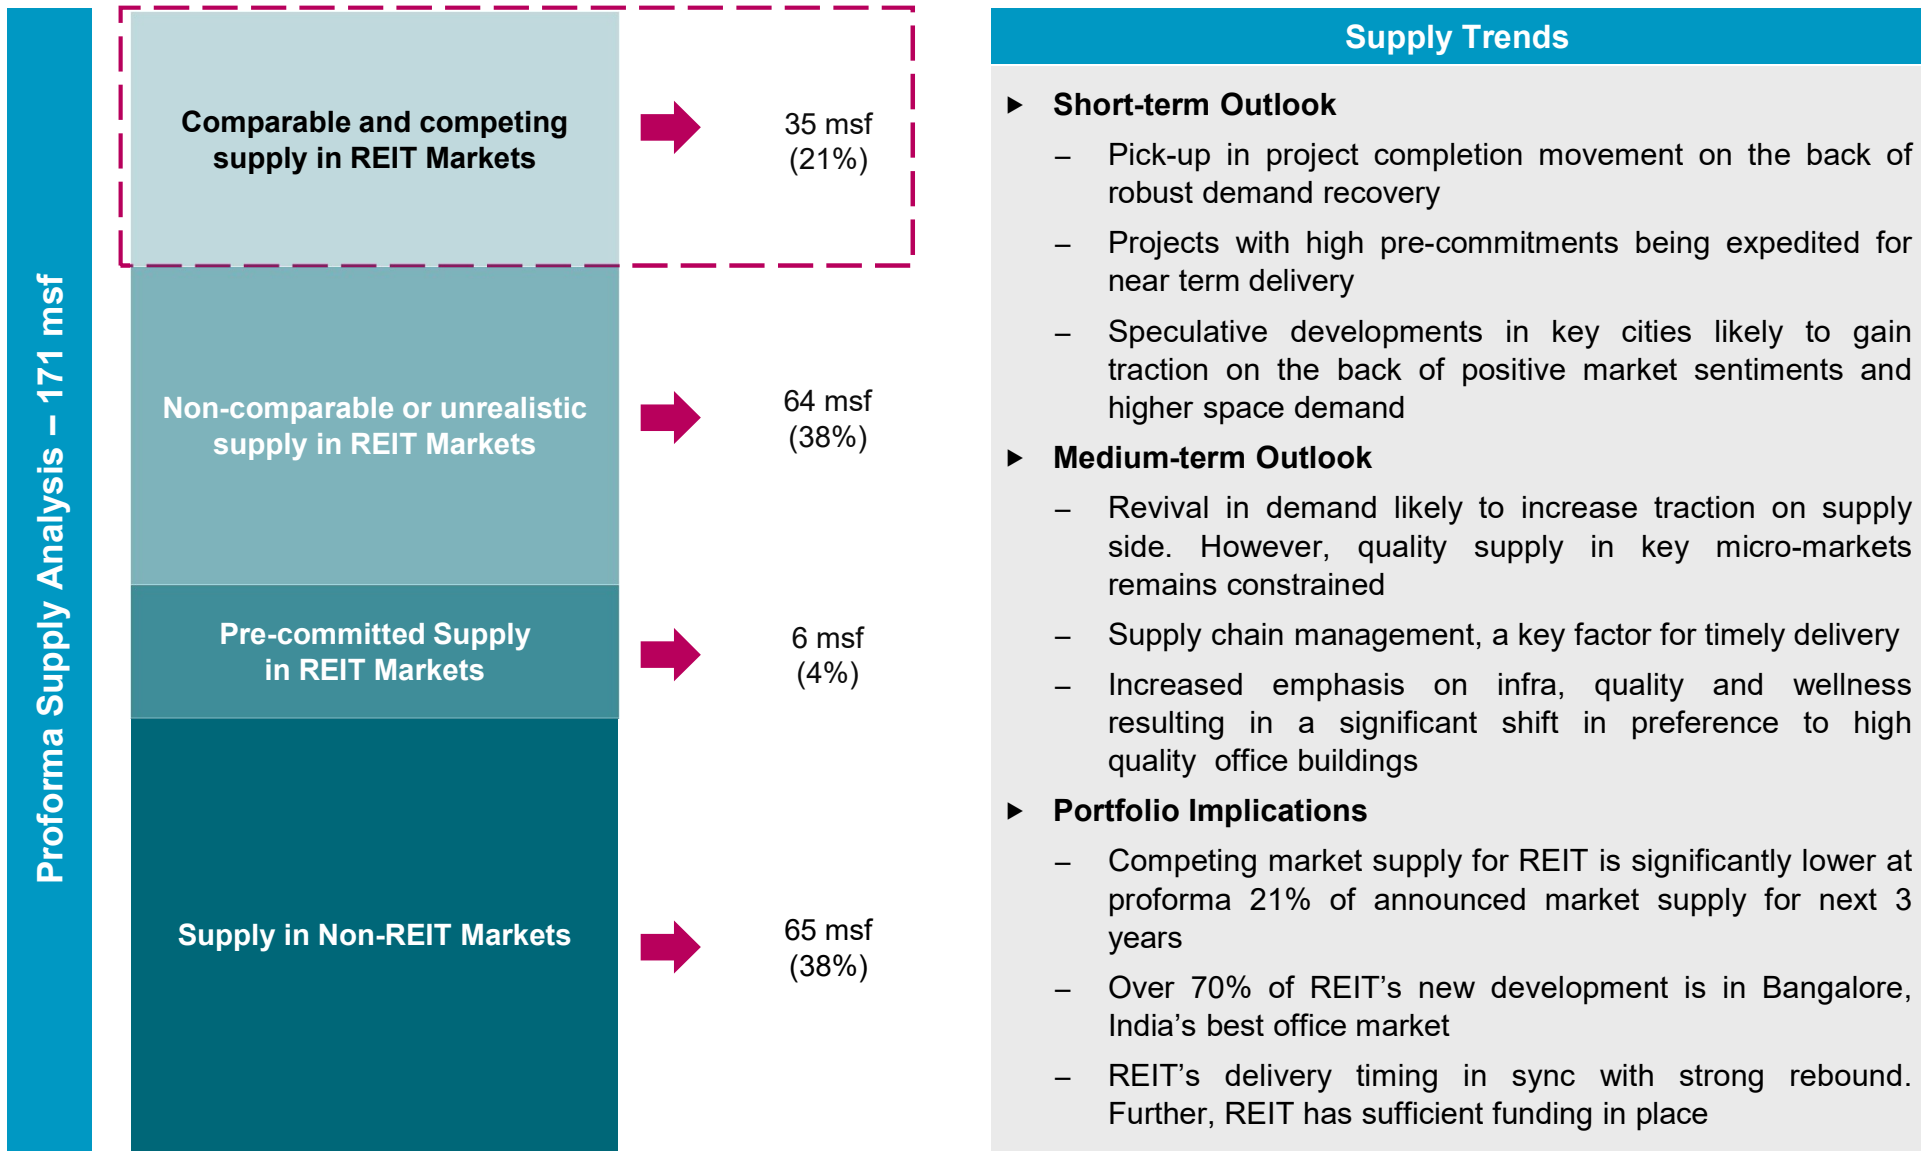 Proforma Supply Analysis – 171 msf
Comparable and competing
supply in REIT Markets
35 msf
(21%)
Non-comparable or unrealistic
supply in REIT Markets
64 msf
(38%)
Pre-committed Supply
in REIT Markets
6 msf
(4%)
Supply in Non-REIT Markets
65 msf
(38%)
Supply Trends
Short-term Outlook
– Pick-up in project completion movement on the back of
robust demand recovery
– Projects with high pre-commitments being expedited for
near term delivery
– Speculative developments in key cities likely to gain
traction on the back of positive market sentiments and
higher space demand
Medium-term Outlook
– Revival in demand likely to increase traction on supply
side. However, quality supply in key micro-markets
remains constrained
– Supply chain management, a key factor for timely delivery
– Increased emphasis on infra, quality and wellness
resulting in a significant shift in preference to high
quality office buildings
Portfolio Implications
– Competing market supply for REIT is significantly lower at
proforma 21% of announced market supply for next 3
years
– Over 70% of REIT’s new development is in Bangalore,
India’s best office market
– REIT’s delivery timing in sync with strong rebound.
Further, REIT has sufficient funding in place